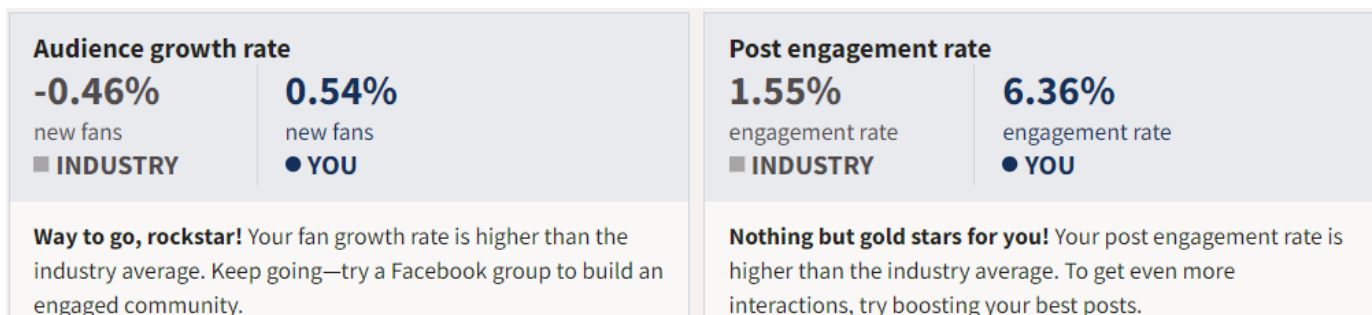 Audience growth rate
-0.46%
new fans
INDUSTRY
0.54%
new fans
YOU
Way to go, rockstar! Your fan growth rate is higher than the
industry average. Keep going—try a Facebook group to build an
engaged community.
Post engagement rate
1.55%
engagement rate
INDUSTRY
6.36%
engagement rate
YOU
Nothing but gold stars for you! Your post engagement rate is
higher than the industry average. To get even more
interactions, try boosting your best posts.